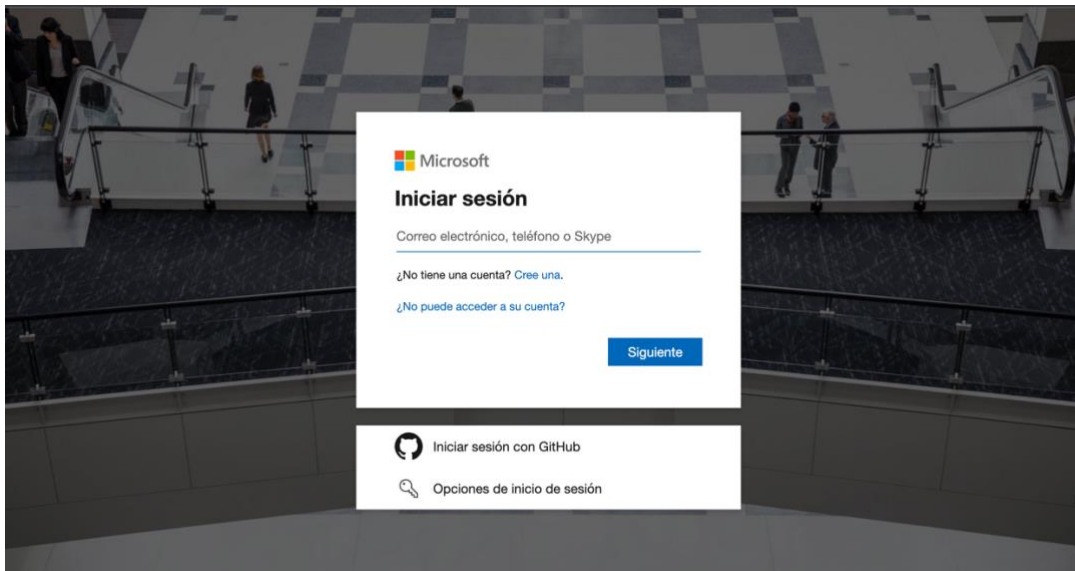 Microsoft
Iniciar sesión
Correo electrónico, teléfono o Skype
¿No tiene una cuenta? Cree una.
¿No puede acceder a su cuenta?
Siguiente
Iniciar sesión con GitHub
Opciones de inicio de sesión